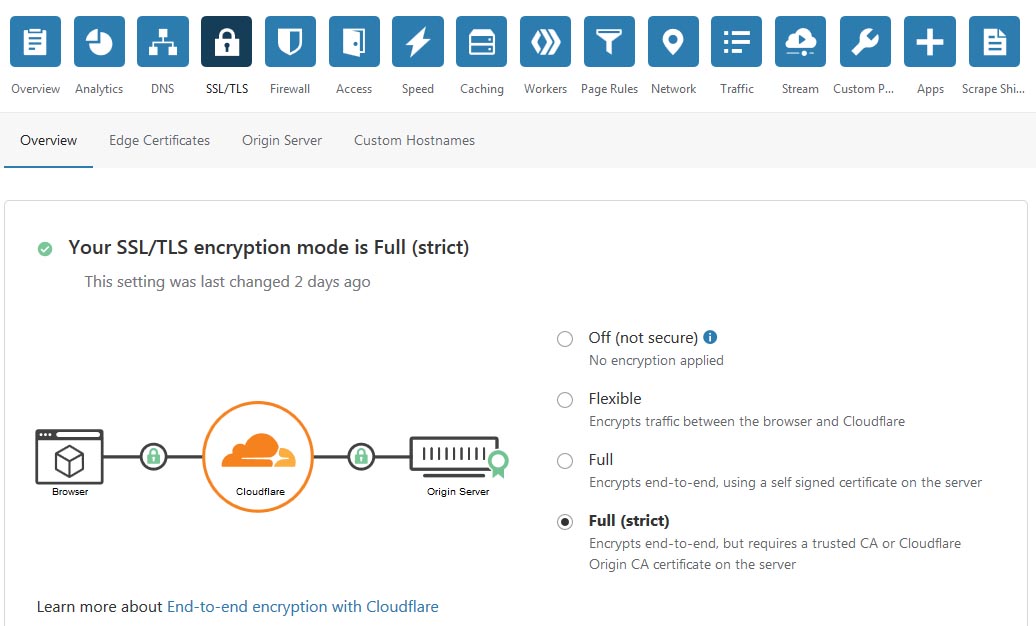 Overview Analytics DNS SSL/TLS Firewall Access Speed Caching Workers Page Rules Network Traffic Stream Custom P... Apps Scrape Shi...
Overview Edge Certificates Origin Server Custom Hostnames
Your SSL/TLS encryption mode is Full (strict)
This setting was last changed 2 days ago
Off (not secure)
No encryption applied
Flexible
Encrypts traffic between the browser and Cloudflare
Full
Encrypts end-to-end, using a self signed certificate on the server
Full (strict)
Encrypts end-to-end, but requires a trusted CA or Cloudflare
Origin CA certificate on the server
Browser Cloudflare Origin Server
Learn more about End-to-end encryption with Cloudflare